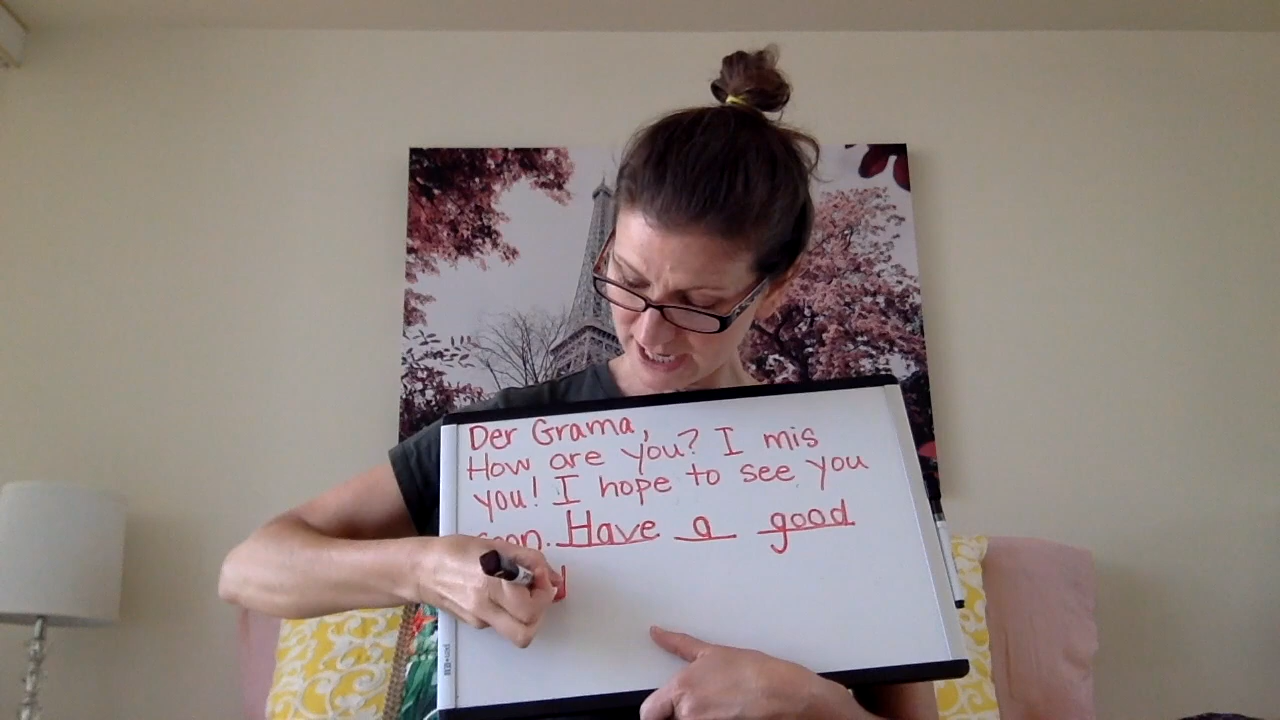 Der Grama,
How are you? I mis
you! I hope to see you
soon. Have a good